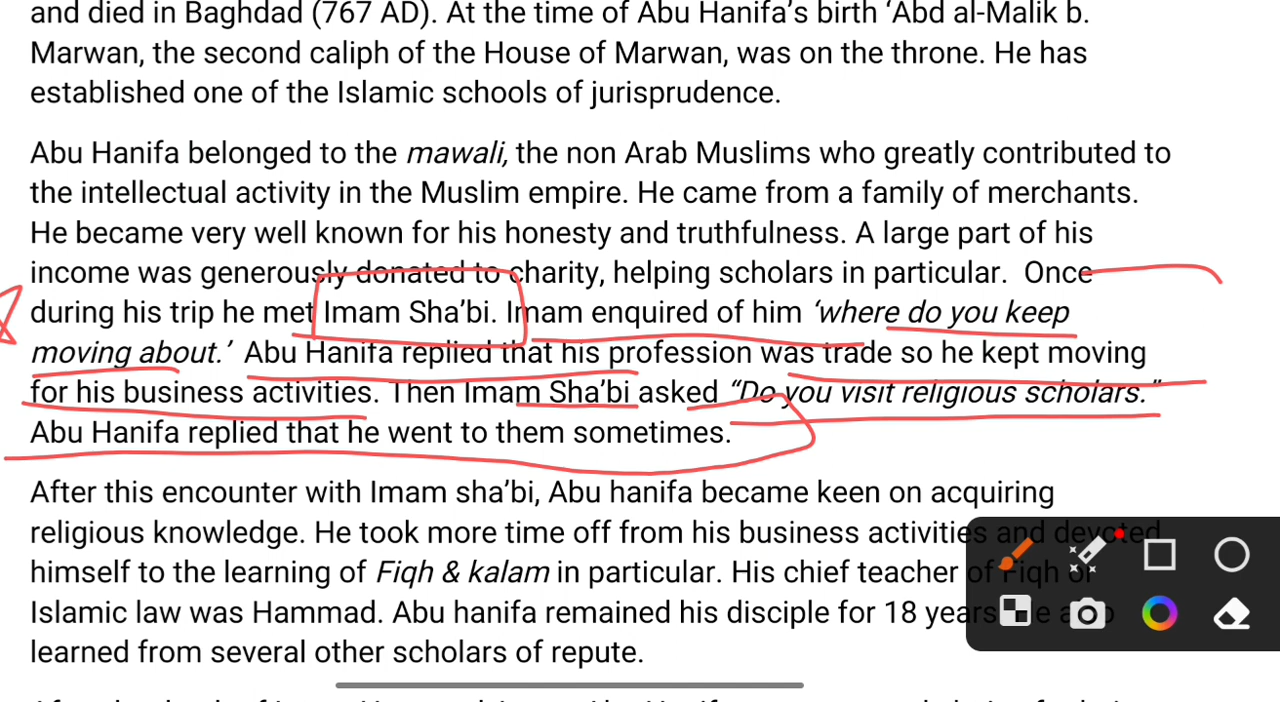 and died in Baghdad (767 AD). At the time of Abu Hanifa’s birth ‘Abd al-Malik b.
Marwan, the second caliph of the House of Marwan, was on the throne. He has
established one of the Islamic schools of jurisprudence.
Abu Hanifa belonged to the mawali, the non Arab Muslims who greatly contributed to
the intellectual activity in the Muslim empire. He came from a family of merchants.
He became very well known for his honesty and truthfulness. A large part of his
income was generously donated to charity, helping scholars in particular. Once
during his trip he met Imam Sha’bi. Imam enquired of him ‘where do you keep
moving about.’ Abu Hanifa replied that his profession was trade so he kept moving
for his business activities. Then Imam Sha’bi asked “Do you visit religious scholars.”
Abu Hanifa replied that he went to them sometimes.
After this encounter with Imam sha’bi, Abu hanifa became keen on acquiring
religious knowledge. He took more time off from his business activities and devoted
himself to the learning of Fiqh & kalam in particular. His chief teacher of Fiqh or
Islamic law was Hammad. Abu hanifa remained his disciple for 18 years
learned from several other scholars of repute.